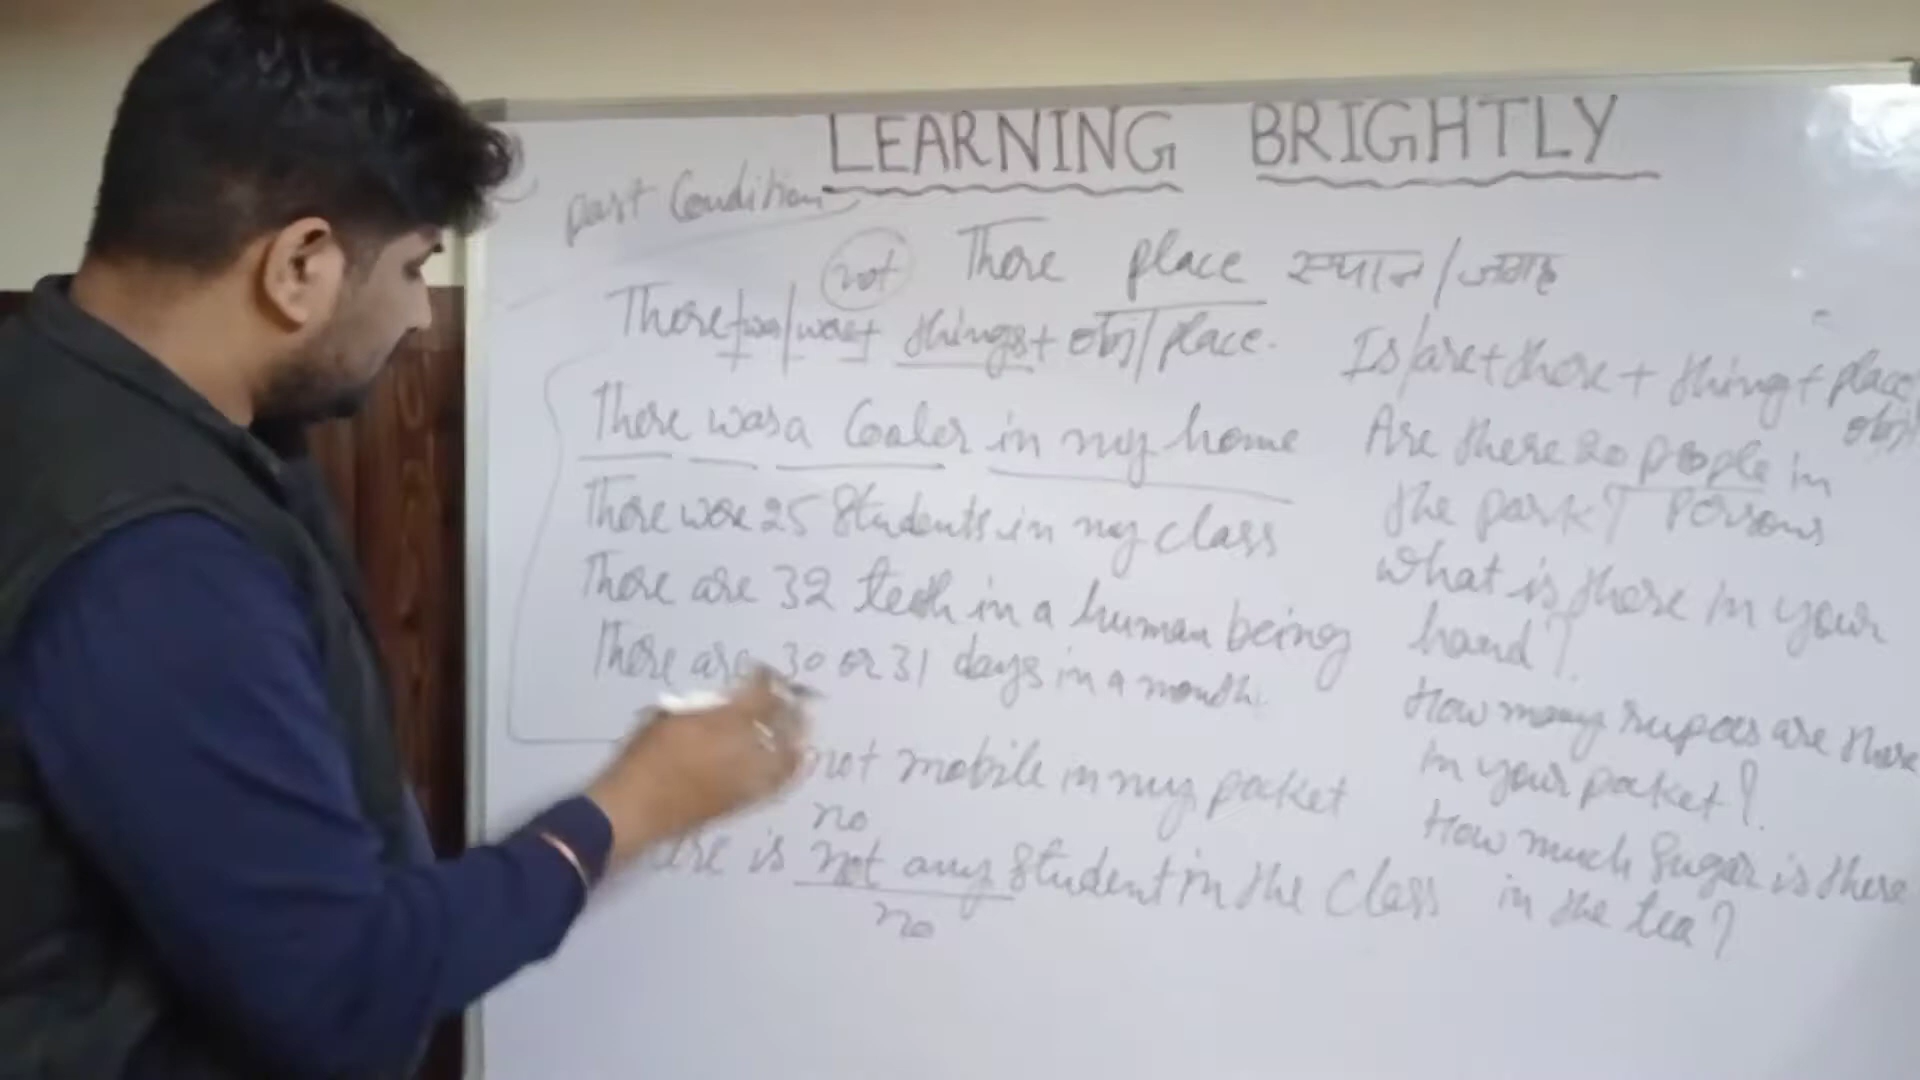 LEARNING BRIGHTLY
past Condition
not There place स्थान/जगह
There+was/were+ things+ obj/place.
There was a Cooler in my home
There were 25 Students in my class
There are 32 teeth in a human being
There are 30 or 31 days in a month.
not mobile in my pocket
no
is not any Student in the Class
no
Is/are+there + thing+place/
obj
Are there 20 people in
the park? Persons
What is there in your
hand?
How many rupees are there
in your pocket?
How much Sugar is there
in the tea?